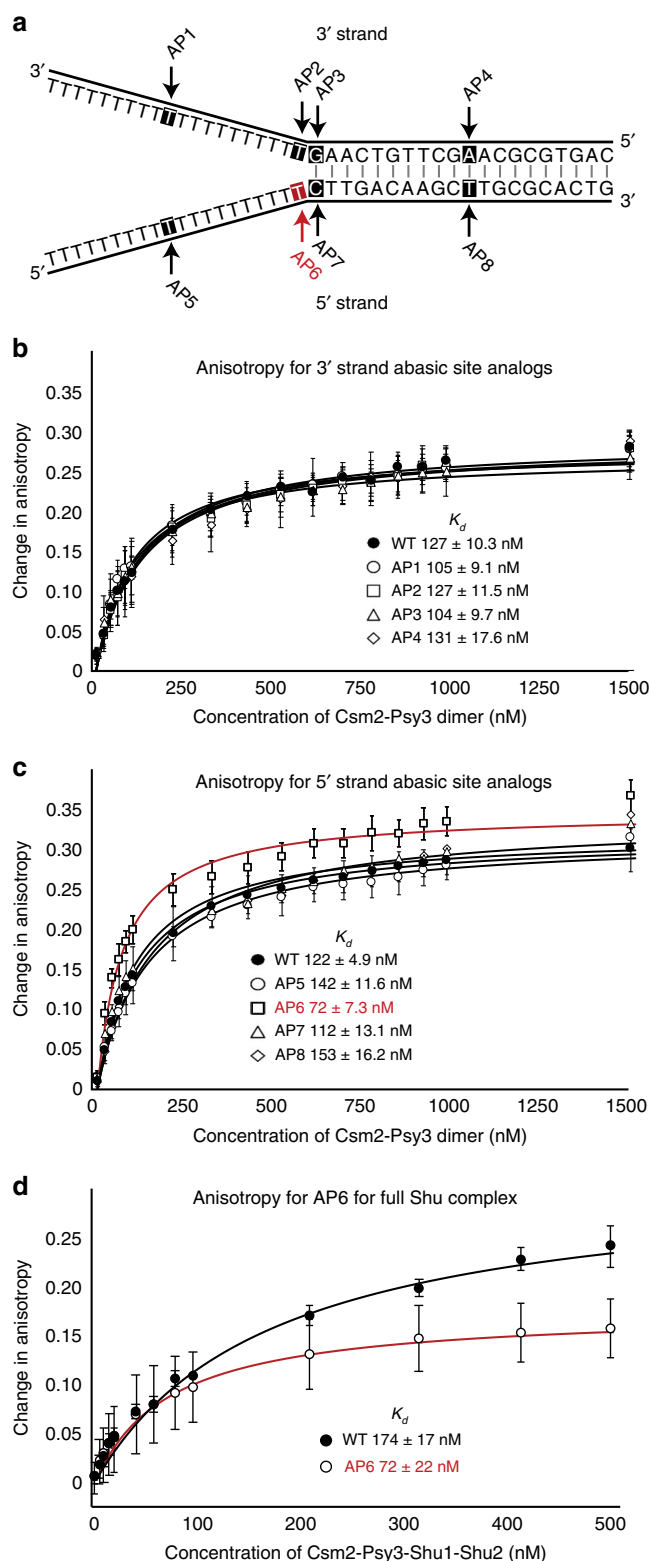 a
3′ strand
AP1
AP2
AP3
AP4
3′
5′
TTTTTTTTTTTTTTTTTTTTGAACTGTTCGAACGCGTGAC
TTTTTTTTTTTTTTTTTTTTCTTGACAAGCTTGCGCACTG
5′
3′
AP5
AP6
AP7
AP8
5′ strand
b
Anisotropy for 3′ strand abasic site analogs
Change in anisotropy
0.35
0.30
0.25
0.20
0.15
0.10
0.05
0
Kd
WT 127 ± 10.3 nM
AP1 105 ± 9.1 nM
AP2 127 ± 11.5 nM
AP3 104 ± 9.7 nM
AP4 131 ± 17.6 nM
0 250 500 750 1000 1250 1500
Concentration of Csm2-Psy3 dimer (nM)
c
Anisotropy for 5′ strand abasic site analogs
Change in anisotropy
0.35
0.30
0.25
0.20
0.15
0.10
0.05
0
Kd
WT 122 ± 4.9 nM
AP5 142 ± 11.6 nM
AP6 72 ± 7.3 nM
AP7 112 ± 13.1 nM
AP8 153 ± 16.2 nM
0 250 500 750 1000 1250 1500
Concentration of Csm2-Psy3 dimer (nM)
d
Anisotropy for AP6 for full Shu complex
Change in anisotropy
0.25
0.20
0.15
0.10
0.05
0
Kd
WT 174 ± 17 nM
AP6 72 ± 22 nM
0 100 200 300 400 500
Concentration of Csm2-Psy3-Shu1-Shu2 (nM)